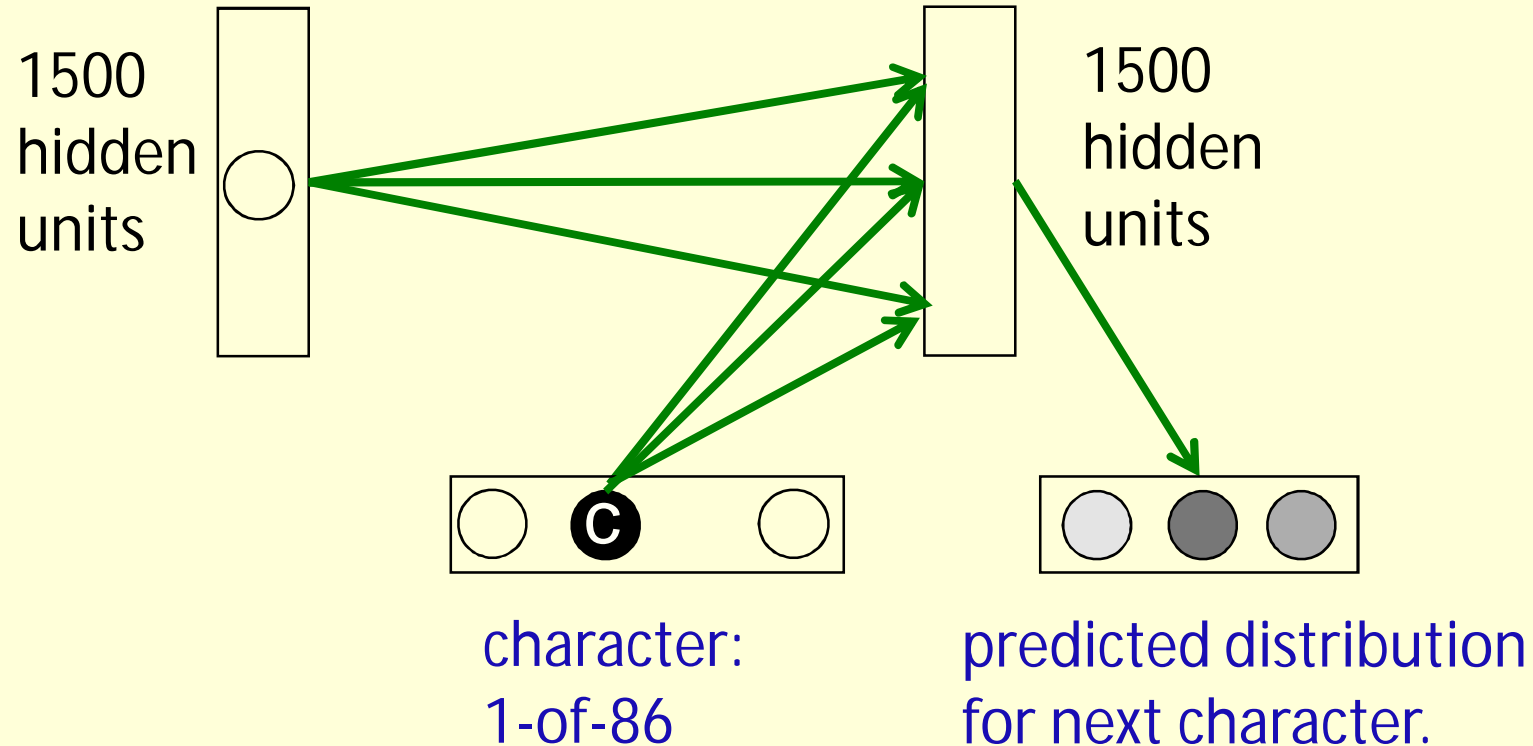 1500
hidden
units
1500
hidden
units
C
character:
1-of-86
predicted distribution
for next character.